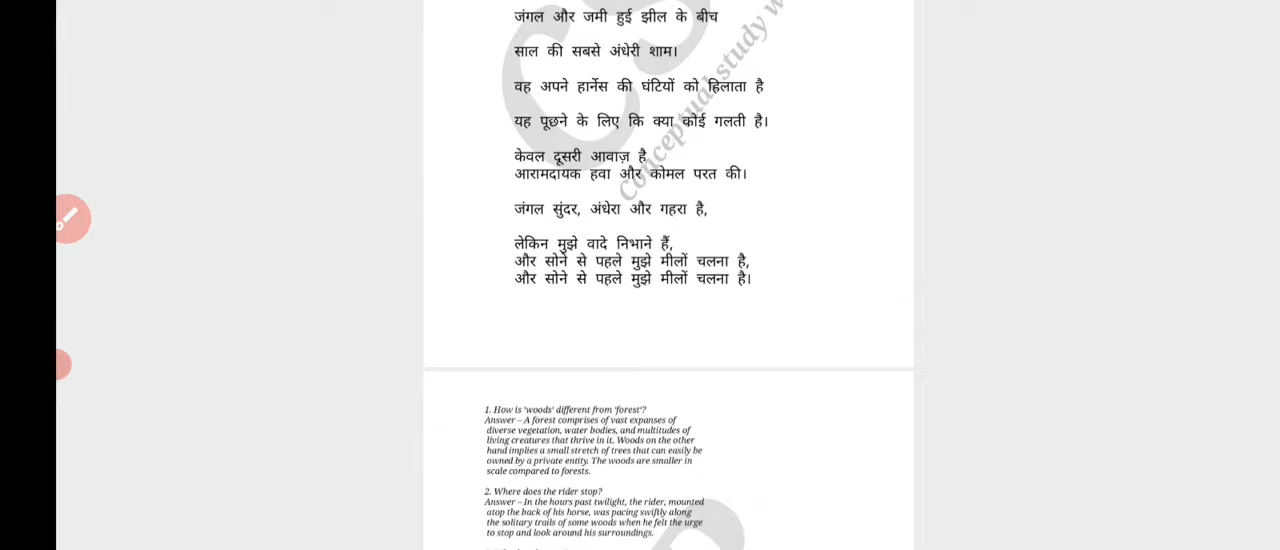 जंगल और जमी हुई झील के बीच
साल की सबसे अंधेरी शाम।
वह अपने हार्नेस की घंटियों को हिलाता है
यह पूछने के लिए कि क्या कोई गलती है।
केवल दूसरी आवाज़ है
आरामदायक हवा और कोमल परत की।
जंगल सुंदर, अंधेरा और गहरा है,
लेकिन मुझे वादे निभाने हैं,
और सोने से पहले मुझे मीलों चलना है,
और सोने से पहले मुझे मीलों चलना है।
Conceptual study w
1. How is 'woods' different from 'forest'?
Answer – A forest comprises of vast expanses of
diverse vegetation, water bodies, and multitudes of
living creatures that thrive in it. Woods on the other
hand implies a small stretch of trees that can easily be
owned by a private entity. The woods are smaller in
scale compared to forests.
2. Where does the rider stop?
Answer – In the hours past twilight, the rider, mounted
atop the back of his horse, was pacing swiftly along
the solitary trails of some woods when he felt the urge
to stop and look around his surroundings.